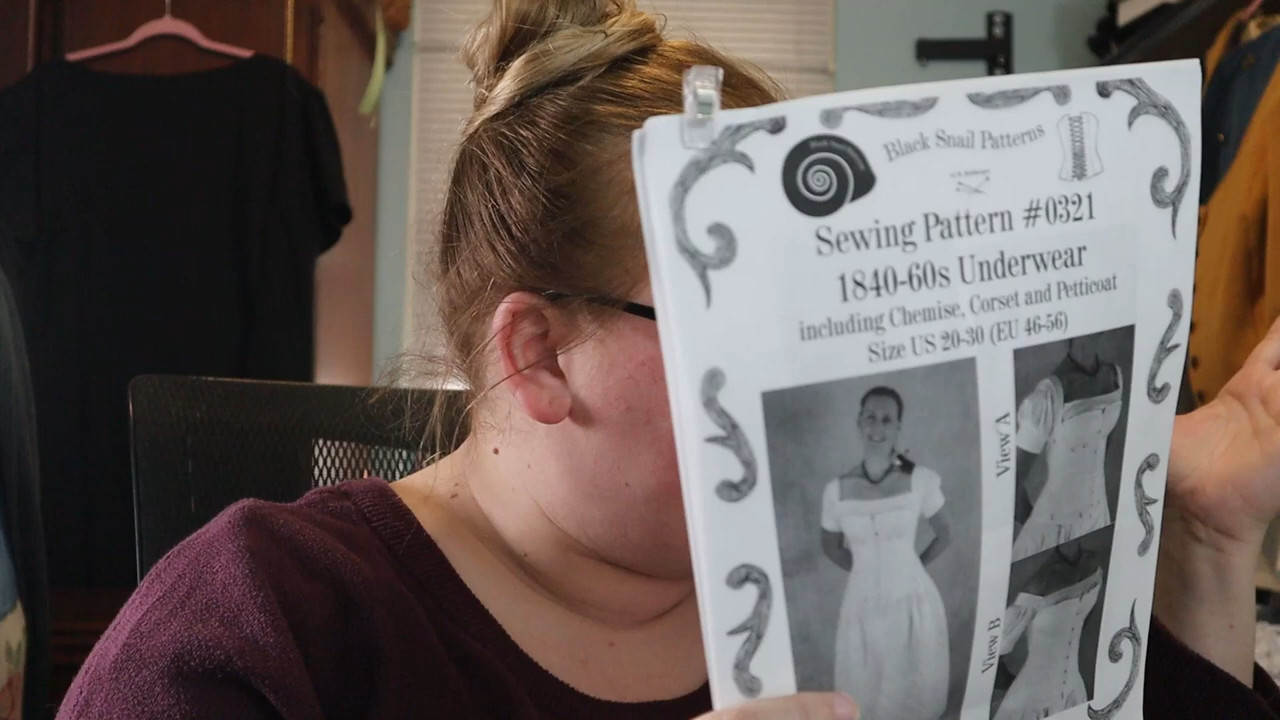 Black Snail Patterns
Sewing Pattern #0321
1840-60s Underwear
including Chemise, Corset and Petticoat
Size US 20-30 (EU 46-56)
View A
View B